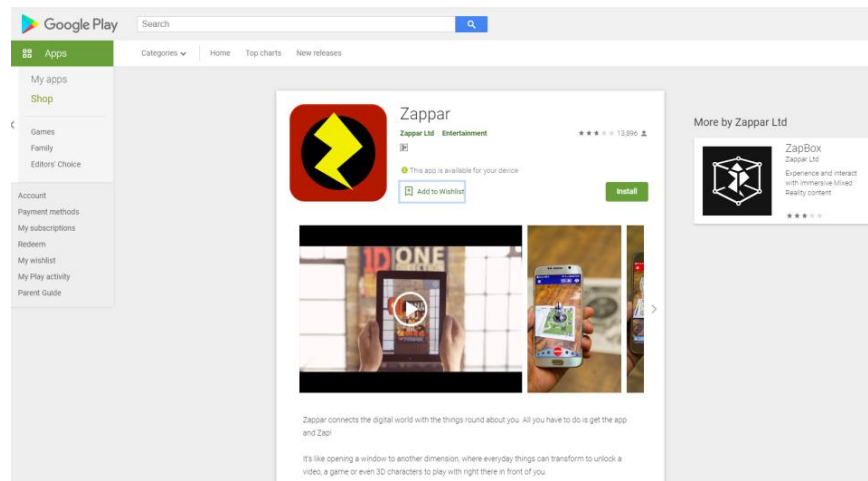 Google Play
Search
Apps
Categories
Home
Top charts
New releases
My apps
Shop
Games
Family
Editors' Choice
Account
Payment methods
My subscriptions
Redeem
My wishlist
My Play activity
Parent Guide
Zappar
Zappar Ltd
Entertainment
13,896
This app is available for your device
Add to Wishlist
Install
1D ONE
Zappar connects the digital world with the things round about you. All you have to do is get the app
and Zap!
It's like opening a window to another dimension, where everyday things can transform to unlock a
video, a game or even 3D characters to play with right there in front of you.
More by Zappar Ltd
ZapBox
Zappar Ltd
Experience and interact
with immersive Mixed
Reality content